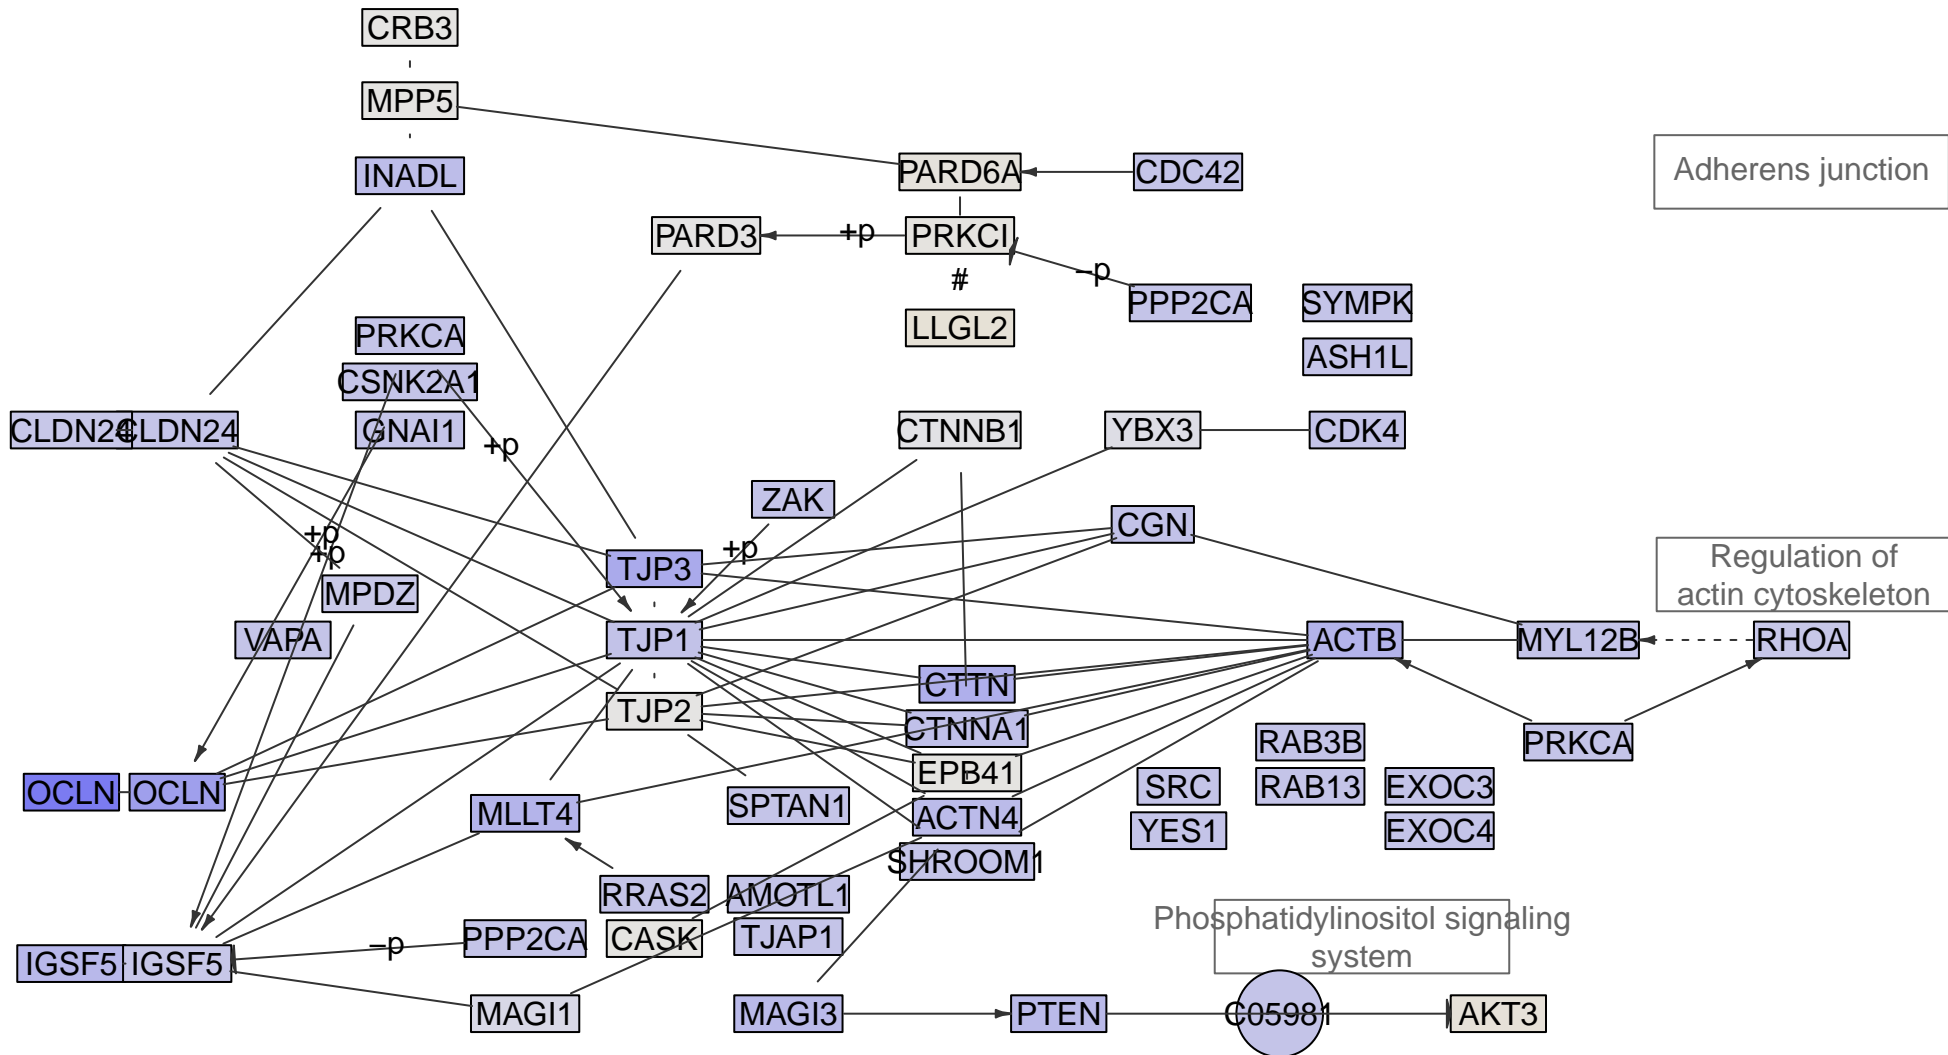 CRB3
MPP5
INADL
PARD6A
CDC42
Adherens junction
PARD3
+p
PRKCI
–p
#
PPP2CA
SYMPK
LLGL2
PRKCA
ASH1L
CSNK2A1
CLDN24
CLDN24
GNAI1
+p
CTNNB1
YBX3
CDK4
ZAK
CGN
+p
+p
+p
TJP3
Regulation of
actin cytoskeleton
MPDZ
VAPA
TJP1
ACTB
MYL12B
RHOA
CTTN
TJP2
CTNNA1
RAB3B
PRKCA
EPB41
OCLN
OCLN
SRC
RAB13
EXOC3
MLLT4
SPTAN1
ACTN4
YES1
EXOC4
SHROOM1
RRAS2
AMOTL1
Phosphatidylinositol signaling
system
–p
PPP2CA
CASK
TJAP1
IGSF5
IGSF5
MAGI1
MAGI3
PTEN
C05981
AKT3